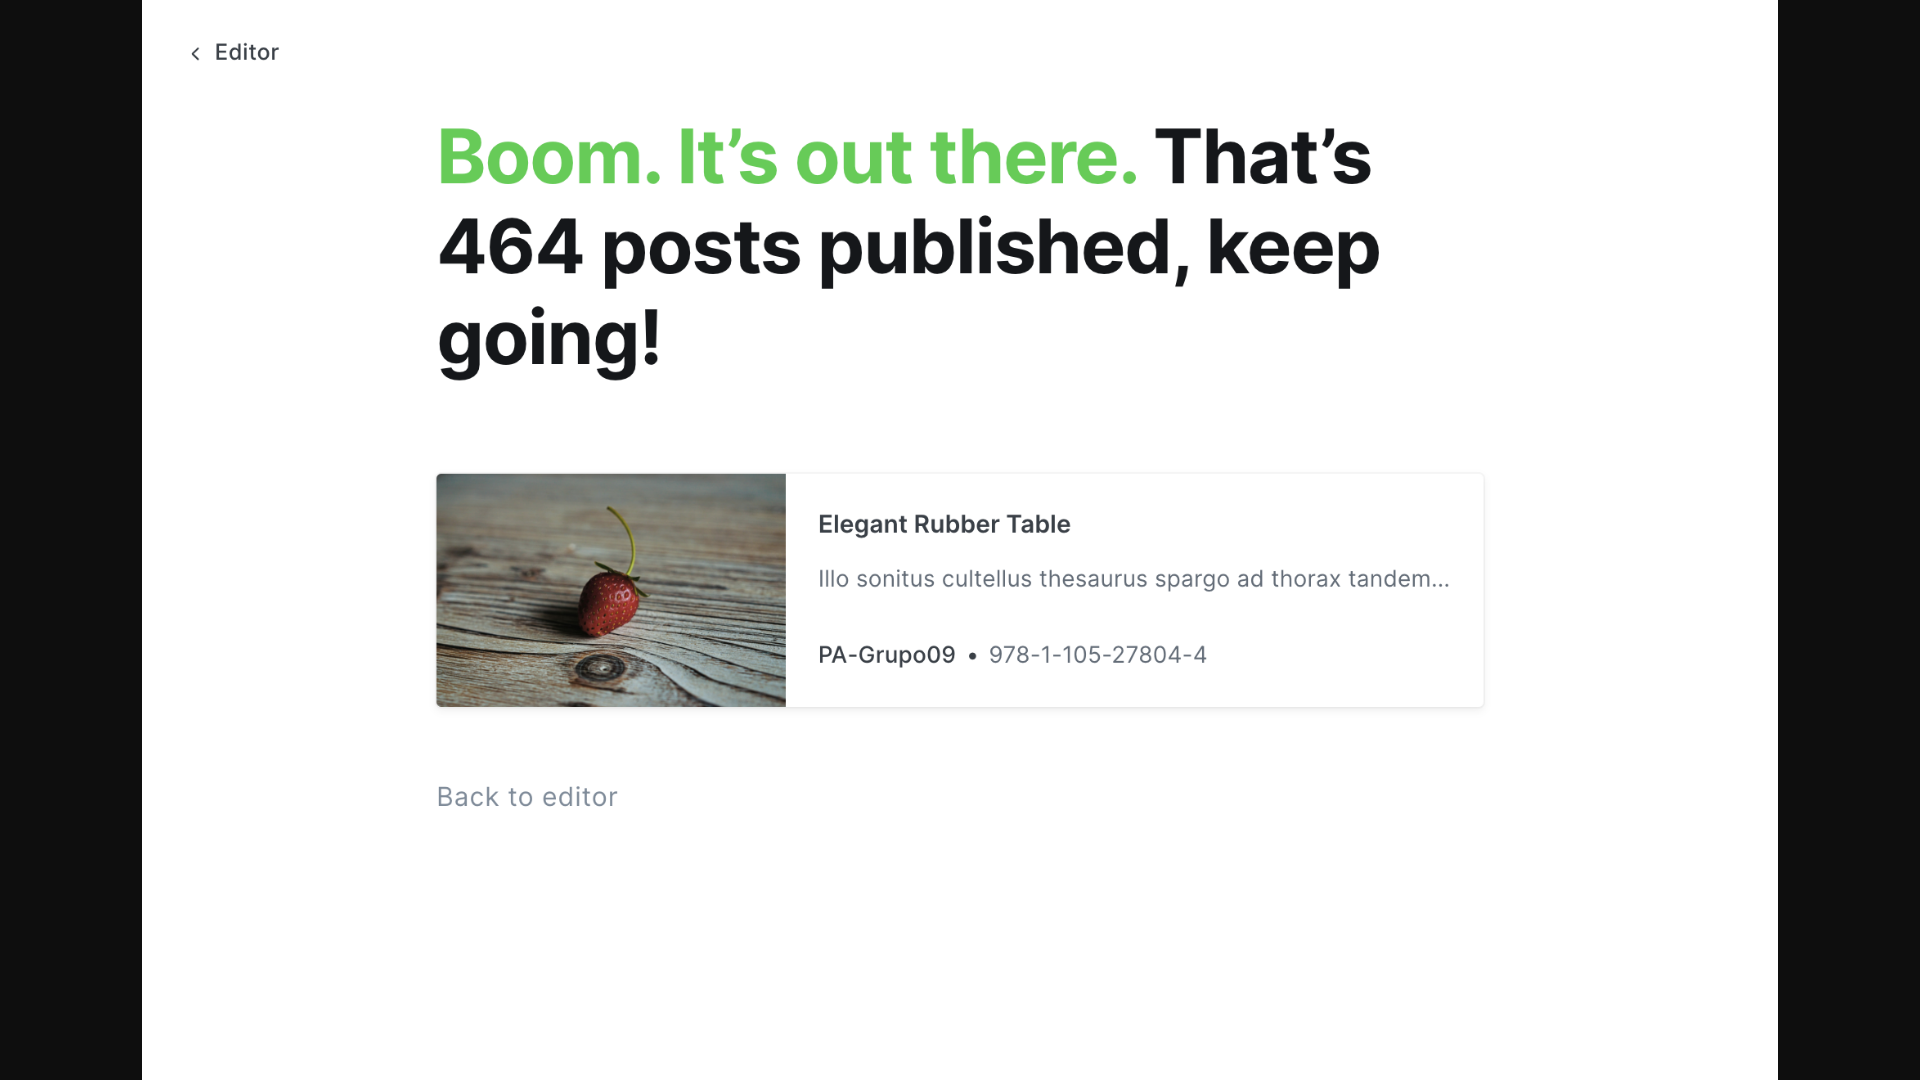 Editor
Boom. It’s out there. That’s
464 posts published, keep
going!
Elegant Rubber Table
Illo sonitus cultellus thesaurus spargo ad thorax tandem...
PA-Grupo09 • 978-1-105-27804-4
Back to editor